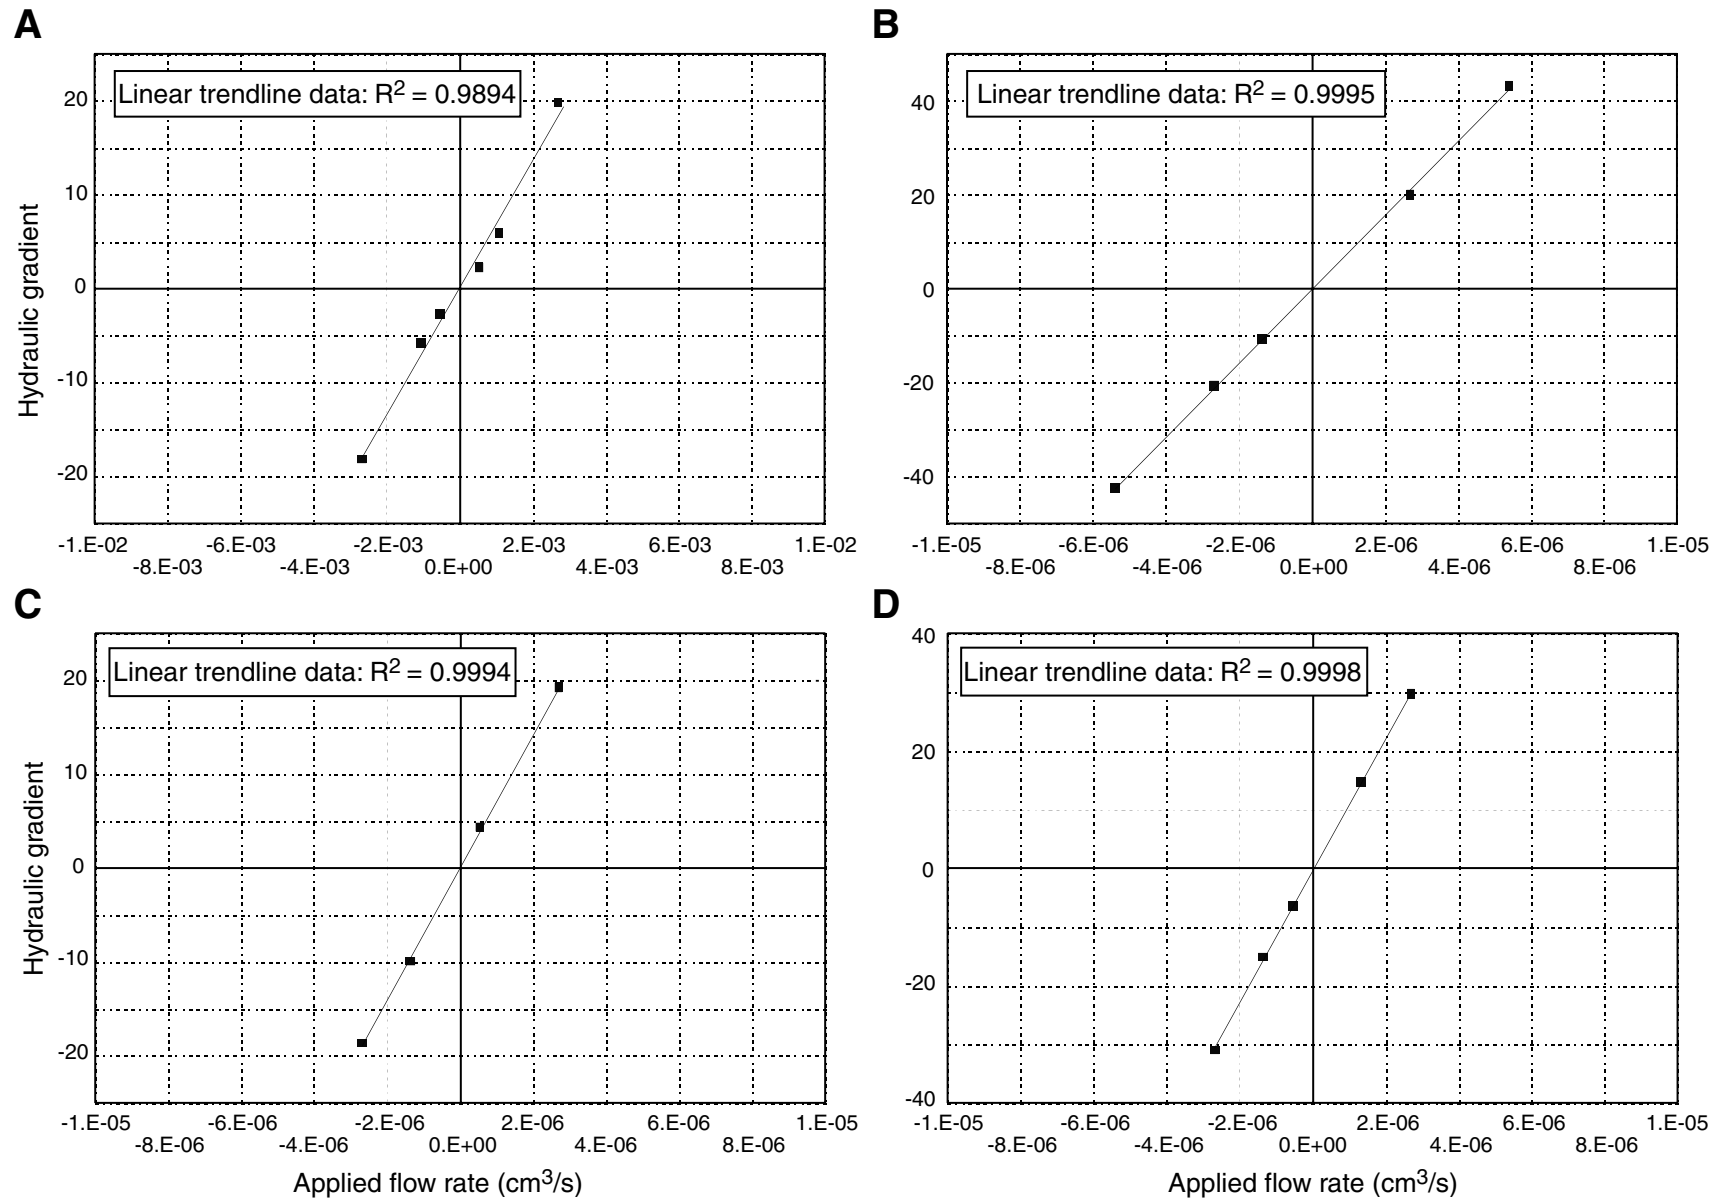 A
Linear trendline data: R² = 0.9894
20
10
0
-10
-20
Hydraulic gradient
-1.E-02 -6.E-03 -2.E-03 2.E-03 6.E-03 1.E-02
-8.E-03 -4.E-03 0.E+00 4.E-03 8.E-03
B
Linear trendline data: R² = 0.9995
40
20
0
-20
-40
-1.E-05 -6.E-06 -2.E-06 2.E-06 6.E-06 1.E-05
-8.E-06 -4.E-06 0.E+00 4.E-06 8.E-06
C
Linear trendline data: R² = 0.9994
20
10
0
-10
-20
Hydraulic gradient
-1.E-05 -6.E-06 -2.E-06 2.E-06 6.E-06 1.E-05
-8.E-06 -4.E-06 0.E+00 4.E-06 8.E-06
Applied flow rate (cm³/s)
D
Linear trendline data: R² = 0.9998
40
20
0
-20
-40
-1.E-05 -6.E-06 -2.E-06 2.E-06 6.E-06 1.E-05
-8.E-06 -4.E-06 0.E+00 4.E-06 8.E-06
Applied flow rate (cm³/s)